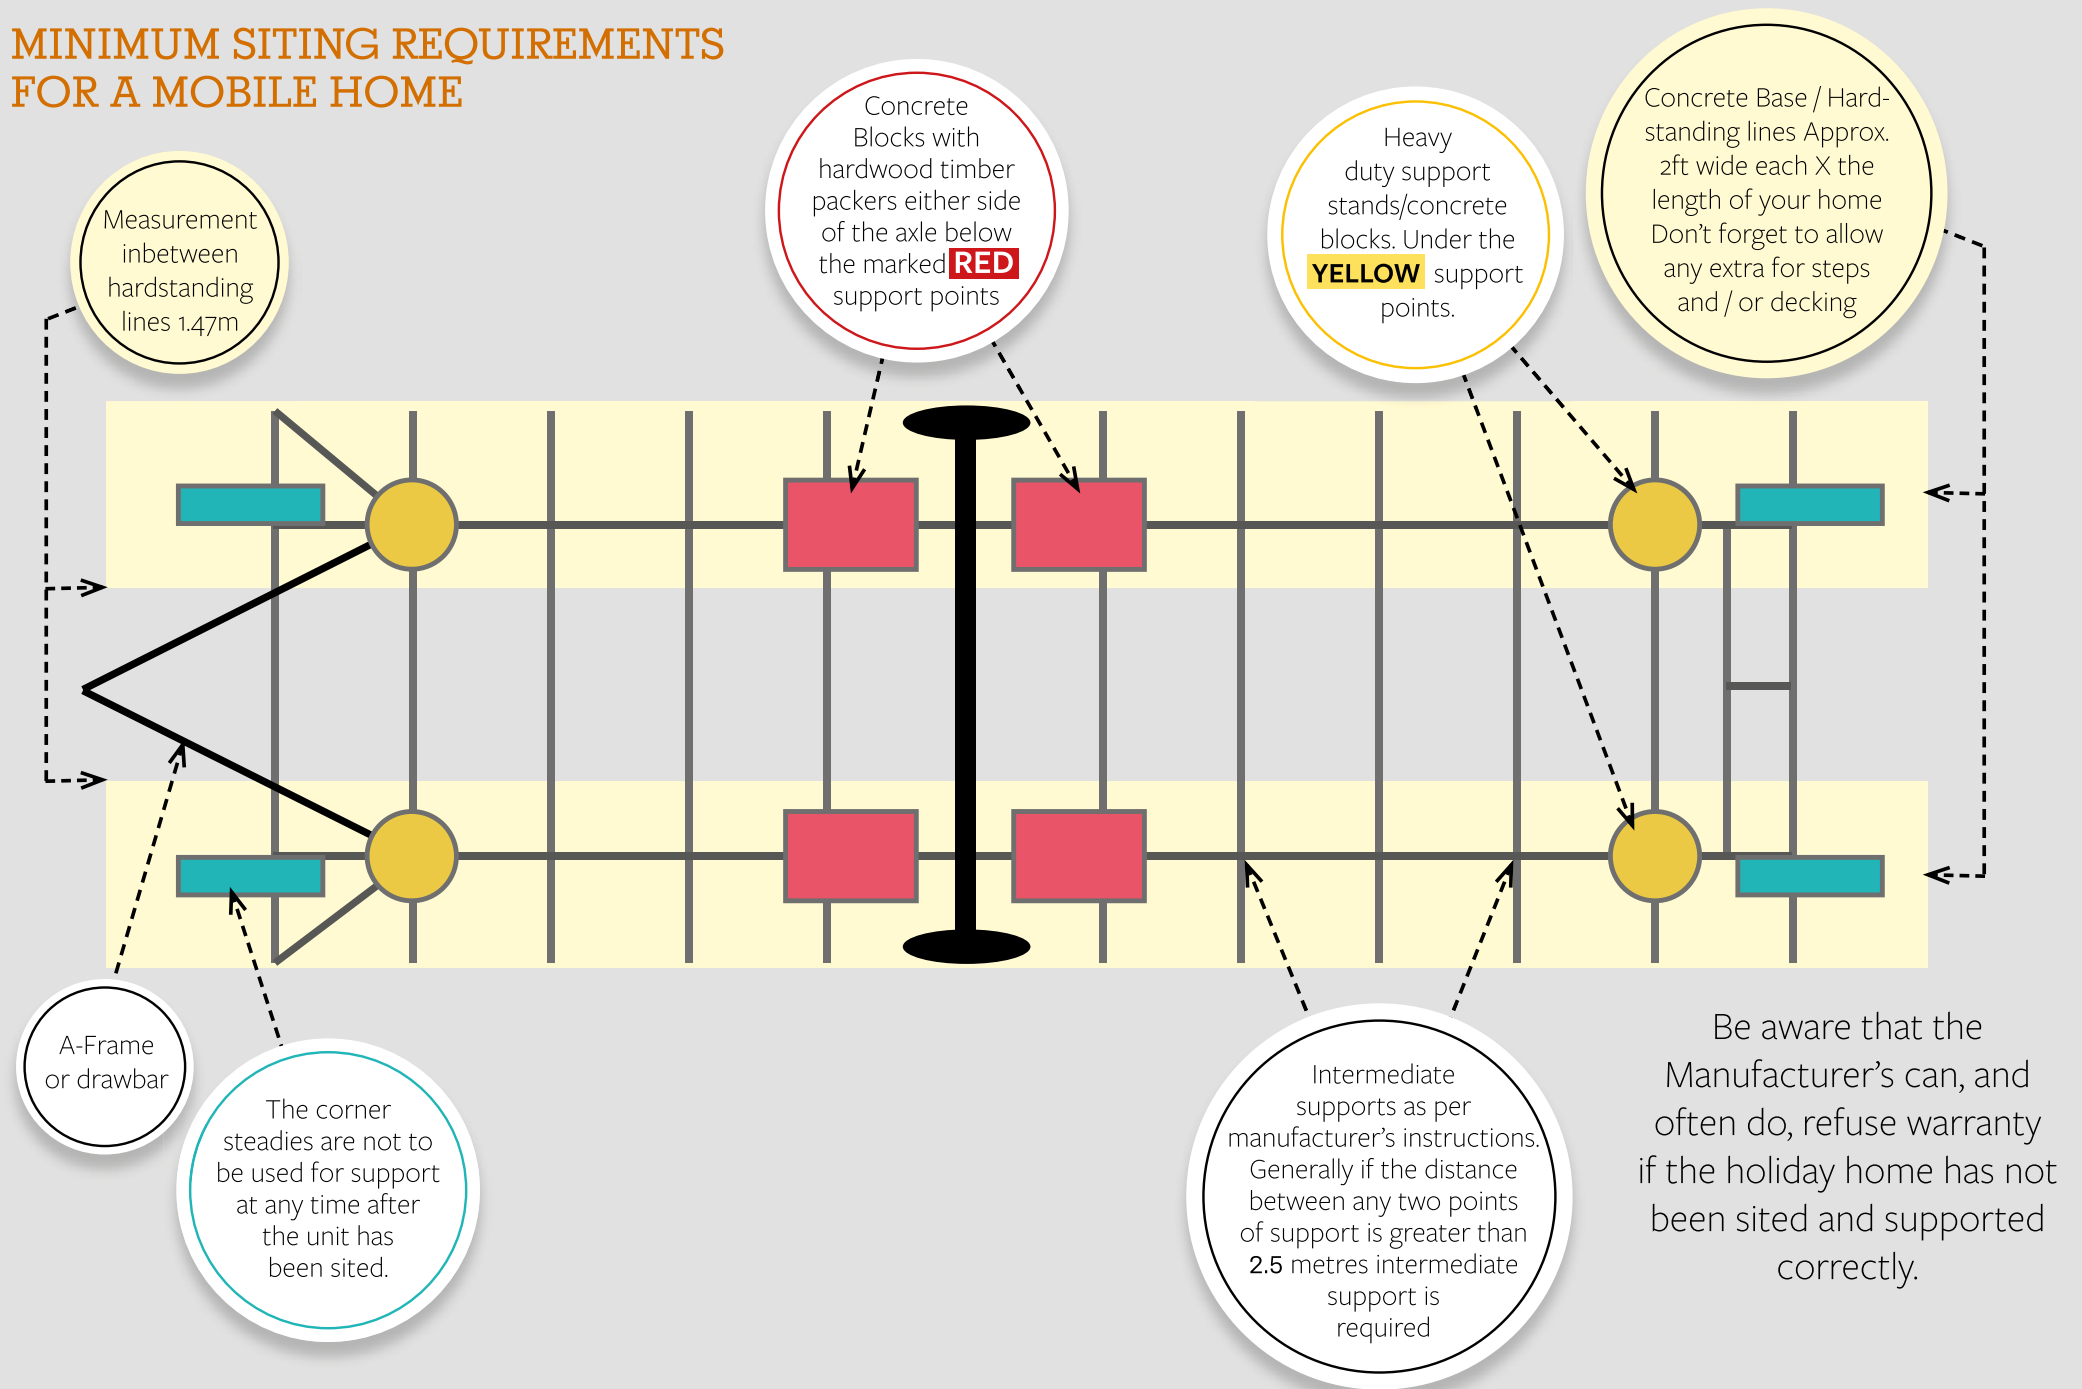 MINIMUM SITING REQUIREMENTS
FOR A MOBILE HOME
Measurement
inbetween
hardstanding
lines 1.47m
Concrete
Blocks with
hardwood timber
packers either side
of the axle below
the marked RED
support points
Heavy
duty support
stands/concrete
blocks. Under the
YELLOW support
points.
Concrete Base / Hard-
standing lines Approx.
2ft wide each X the
length of your home
Don't forget to allow
any extra for steps
and / or decking
A-Frame
or drawbar
The corner
steadies are not to
be used for support
at any time after
the unit has
been sited.
Intermediate
supports as per
manufacturer's instructions.
Generally if the distance
between any two points
of support is greater than
2.5 metres intermediate
support is
required
Be aware that the
Manufacturer's can, and
often do, refuse warranty
if the holiday home has not
been sited and supported
correctly.